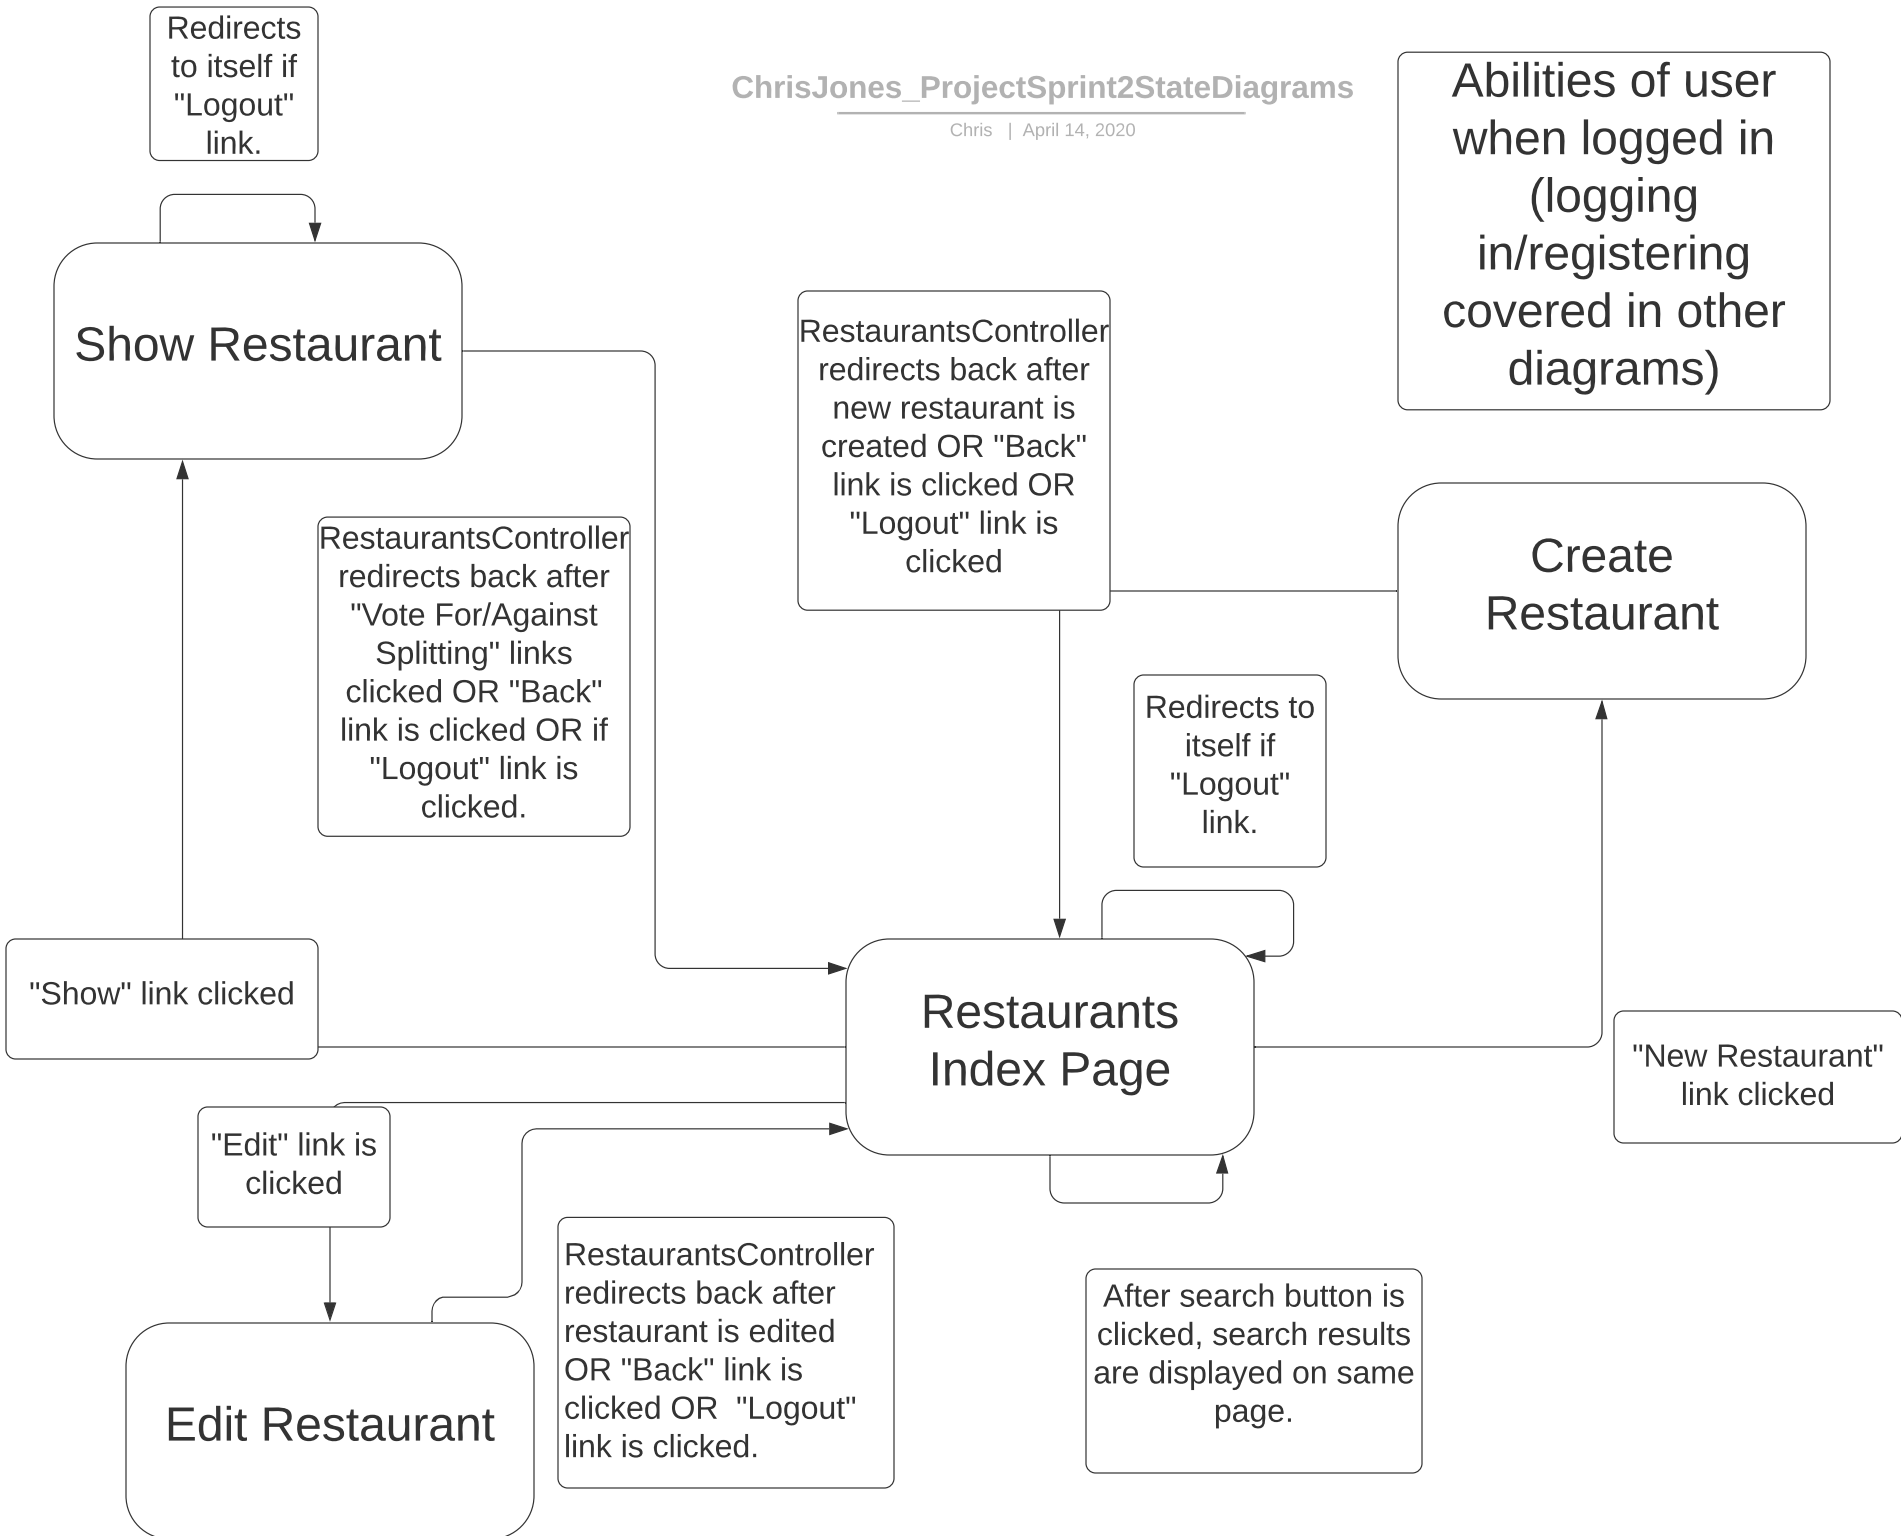 Redirects
to itself if
"Logout"
link.
ChrisJones_ProjectSprint2StateDiagrams
Chris | April 14, 2020
Abilities of user
when logged in
(logging
in/registering
covered in other
diagrams)
Show Restaurant
RestaurantsController
redirects back after
new restaurant is
created OR "Back"
link is clicked OR
"Logout" link is
clicked
RestaurantsController
redirects back after
"Vote For/Against
Splitting" links
clicked OR "Back"
link is clicked OR if
"Logout" link is
clicked.
Create
Restaurant
Redirects to
itself if
"Logout"
link.
"Show" link clicked
Restaurants
Index Page
"New Restaurant"
link clicked
"Edit" link is
clicked
RestaurantsController
redirects back after
restaurant is edited
OR "Back" link is
clicked OR  "Logout"
link is clicked.
After search button is
clicked, search results
are displayed on same
page.
Edit Restaurant